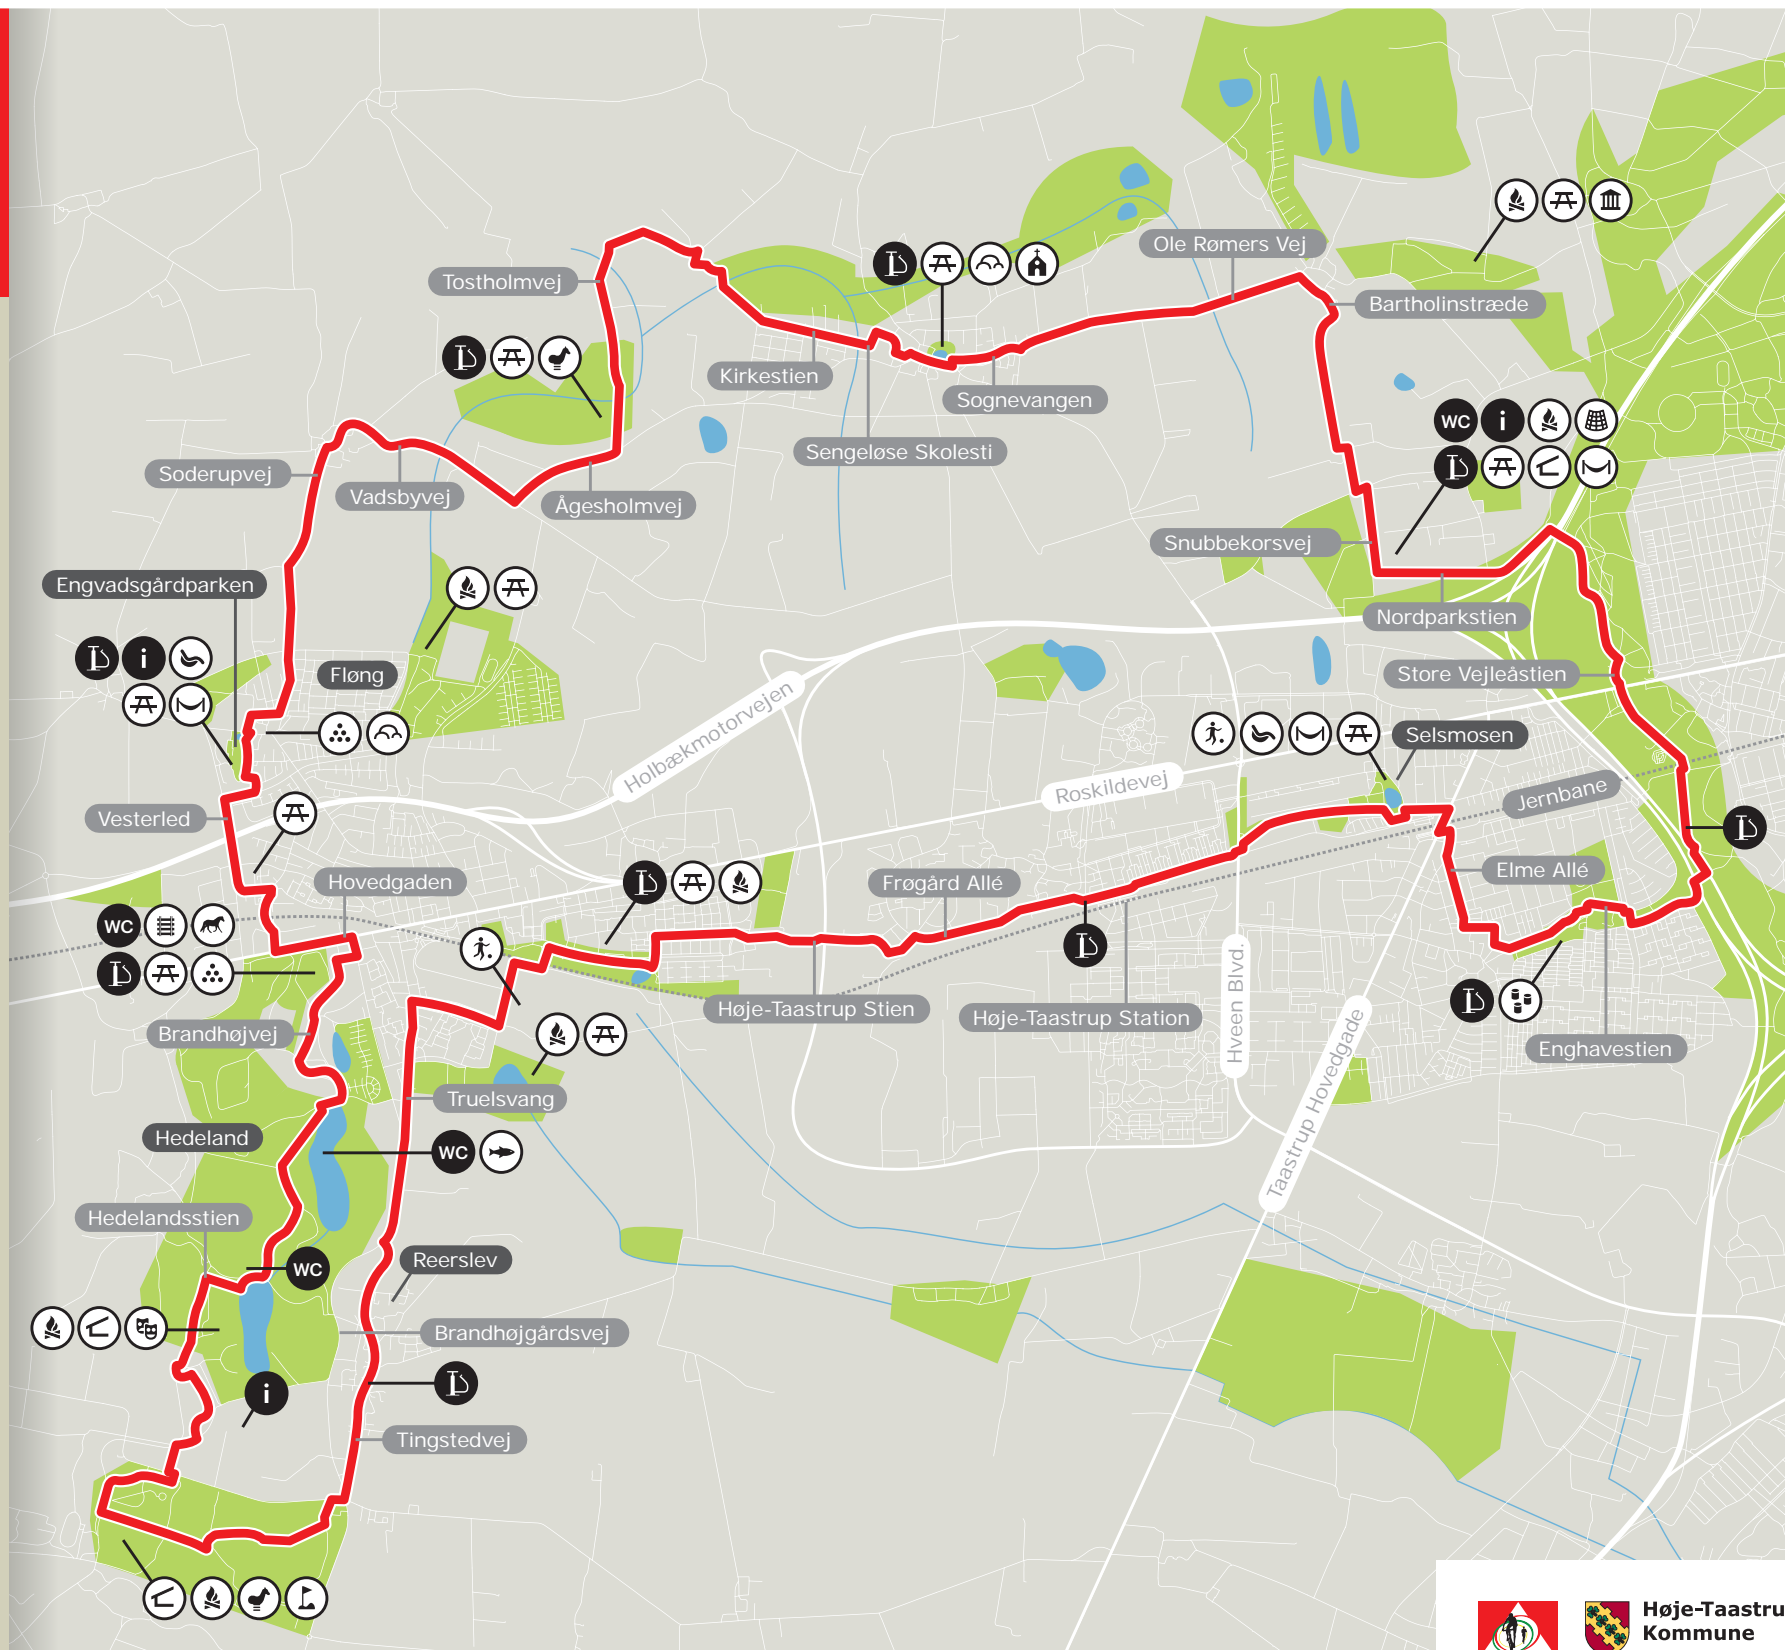 Ole Rømers Vej
Tostholmvej
Bartholinstræde
Kirkestien
Sognevangen
WC i
Sengeløse Skolesti
Soderupvej
Vadsbyvej
Ågesholmvej
Snubbekorsvej
Engvadsgårdparken
Nordparkstien
i
Fløng
Store Vejleåstien
Holbækmotorvejen
Selsmosen
Roskildevej
Jernbane
Vesterled
Elme Allé
Hovedgaden
Frøgård Allé
WC
Høje-Taastrup Stien
Høje-Taastrup Station
Hveen Blvd.
Brandhøjvej
Enghavestien
Taastrup Hovedgade
Truelsvang
Hedeland
WC
Hedelandsstien
Reerslev
WC
Brandhøjgårdsvej
i
Tingstedvej
Høje-Taastru
Kommune